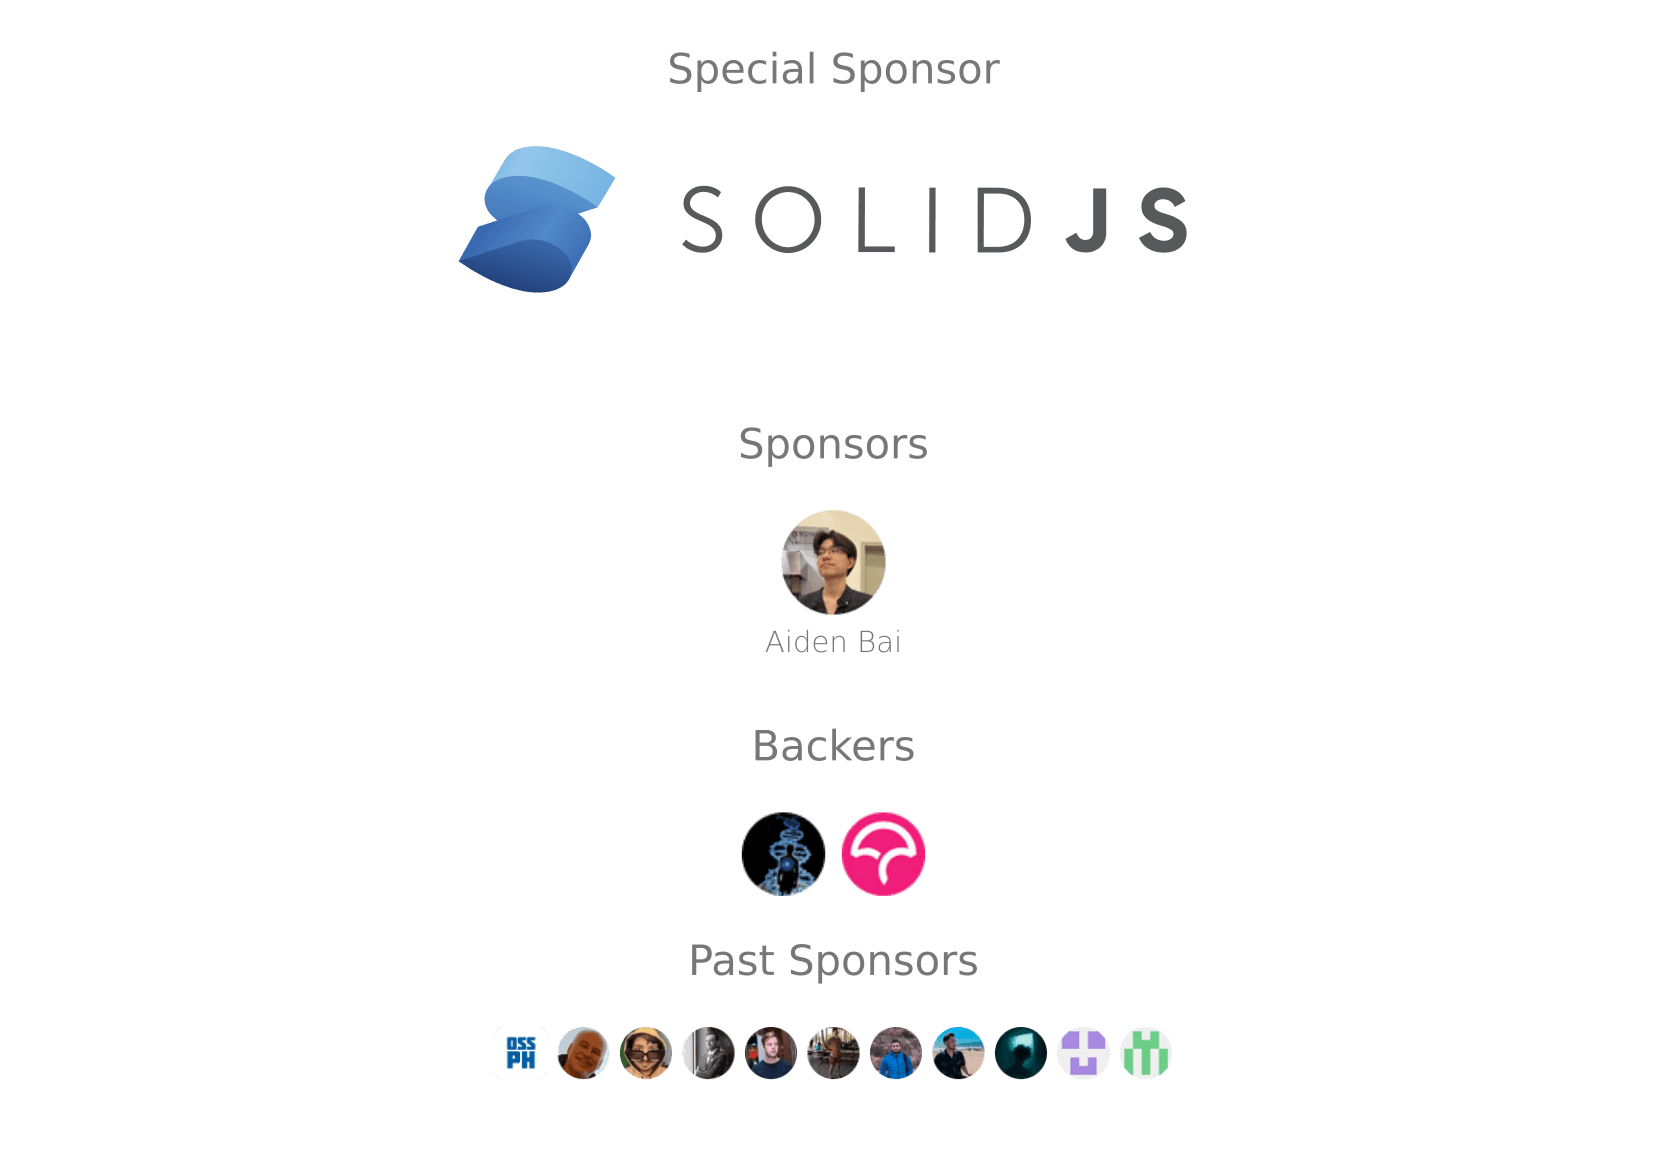 Special Sponsor
SOLIDJS
Sponsors
Aiden Bai
Backers
Past Sponsors
OSS
PH